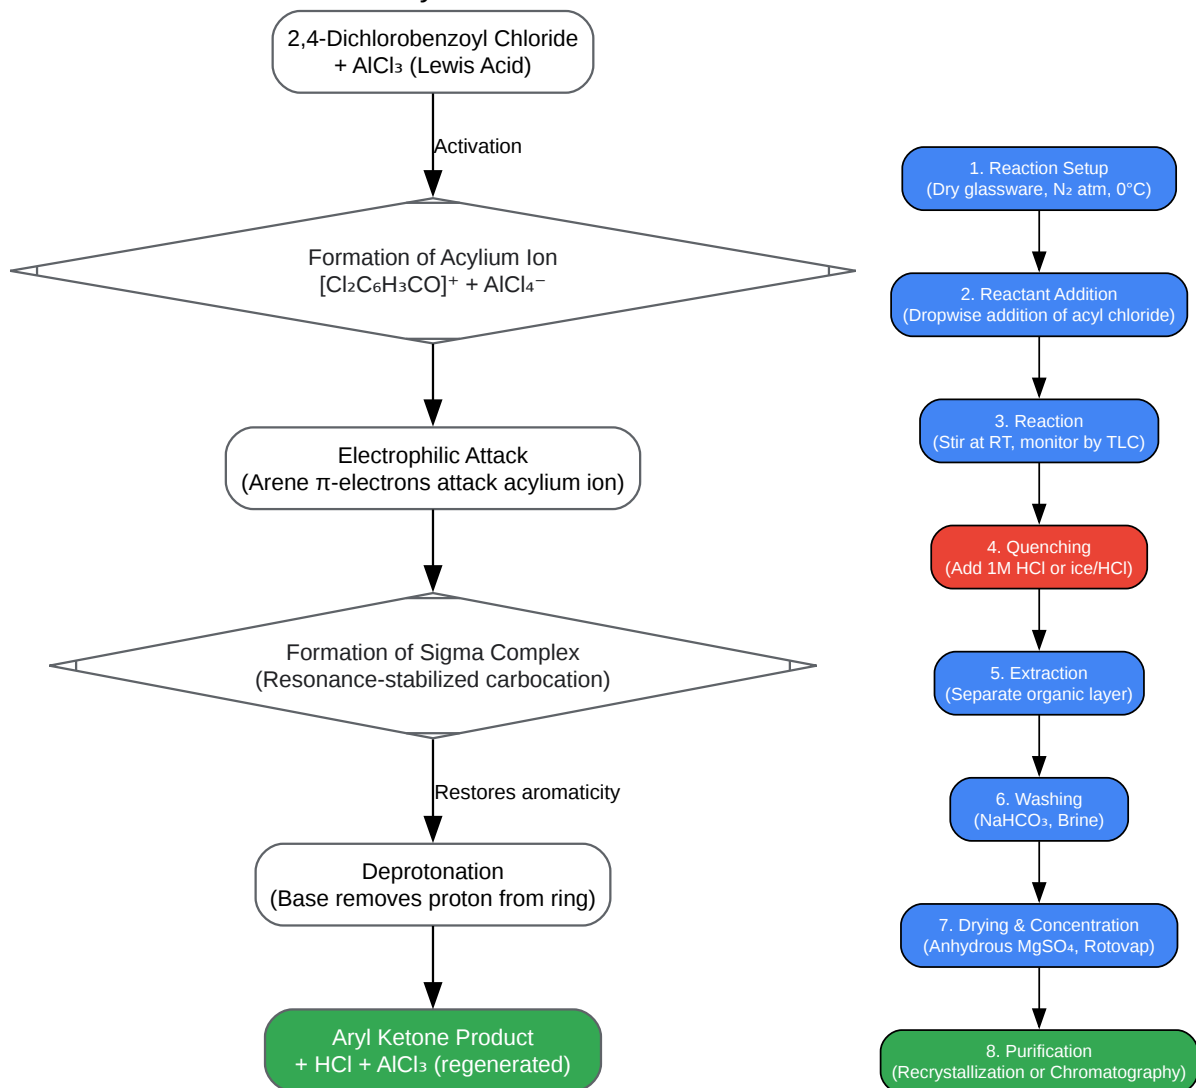 2,4-Dichlorobenzoyl Chloride
+ AlCl₃ (Lewis Acid)
Activation
Formation of Acylium Ion
[Cl₂C₆H₃CO]⁺ + AlCl₄⁻
Electrophilic Attack
(Arene π-electrons attack acylium ion)
Formation of Sigma Complex
(Resonance-stabilized carbocation)
Restores aromaticity
Deprotonation
(Base removes proton from ring)
Aryl Ketone Product
+ HCl + AlCl₃ (regenerated)
1. Reaction Setup
(Dry glassware, N₂ atm, 0°C)
2. Reactant Addition
(Dropwise addition of acyl chloride)
3. Reaction
(Stir at RT, monitor by TLC)
4. Quenching
(Add 1M HCl or ice/HCl)
5. Extraction
(Separate organic layer)
6. Washing
(NaHCO₃, Brine)
7. Drying & Concentration
(Anhydrous MgSO₄, Rotovap)
8. Purification
(Recrystallization or Chromatography)